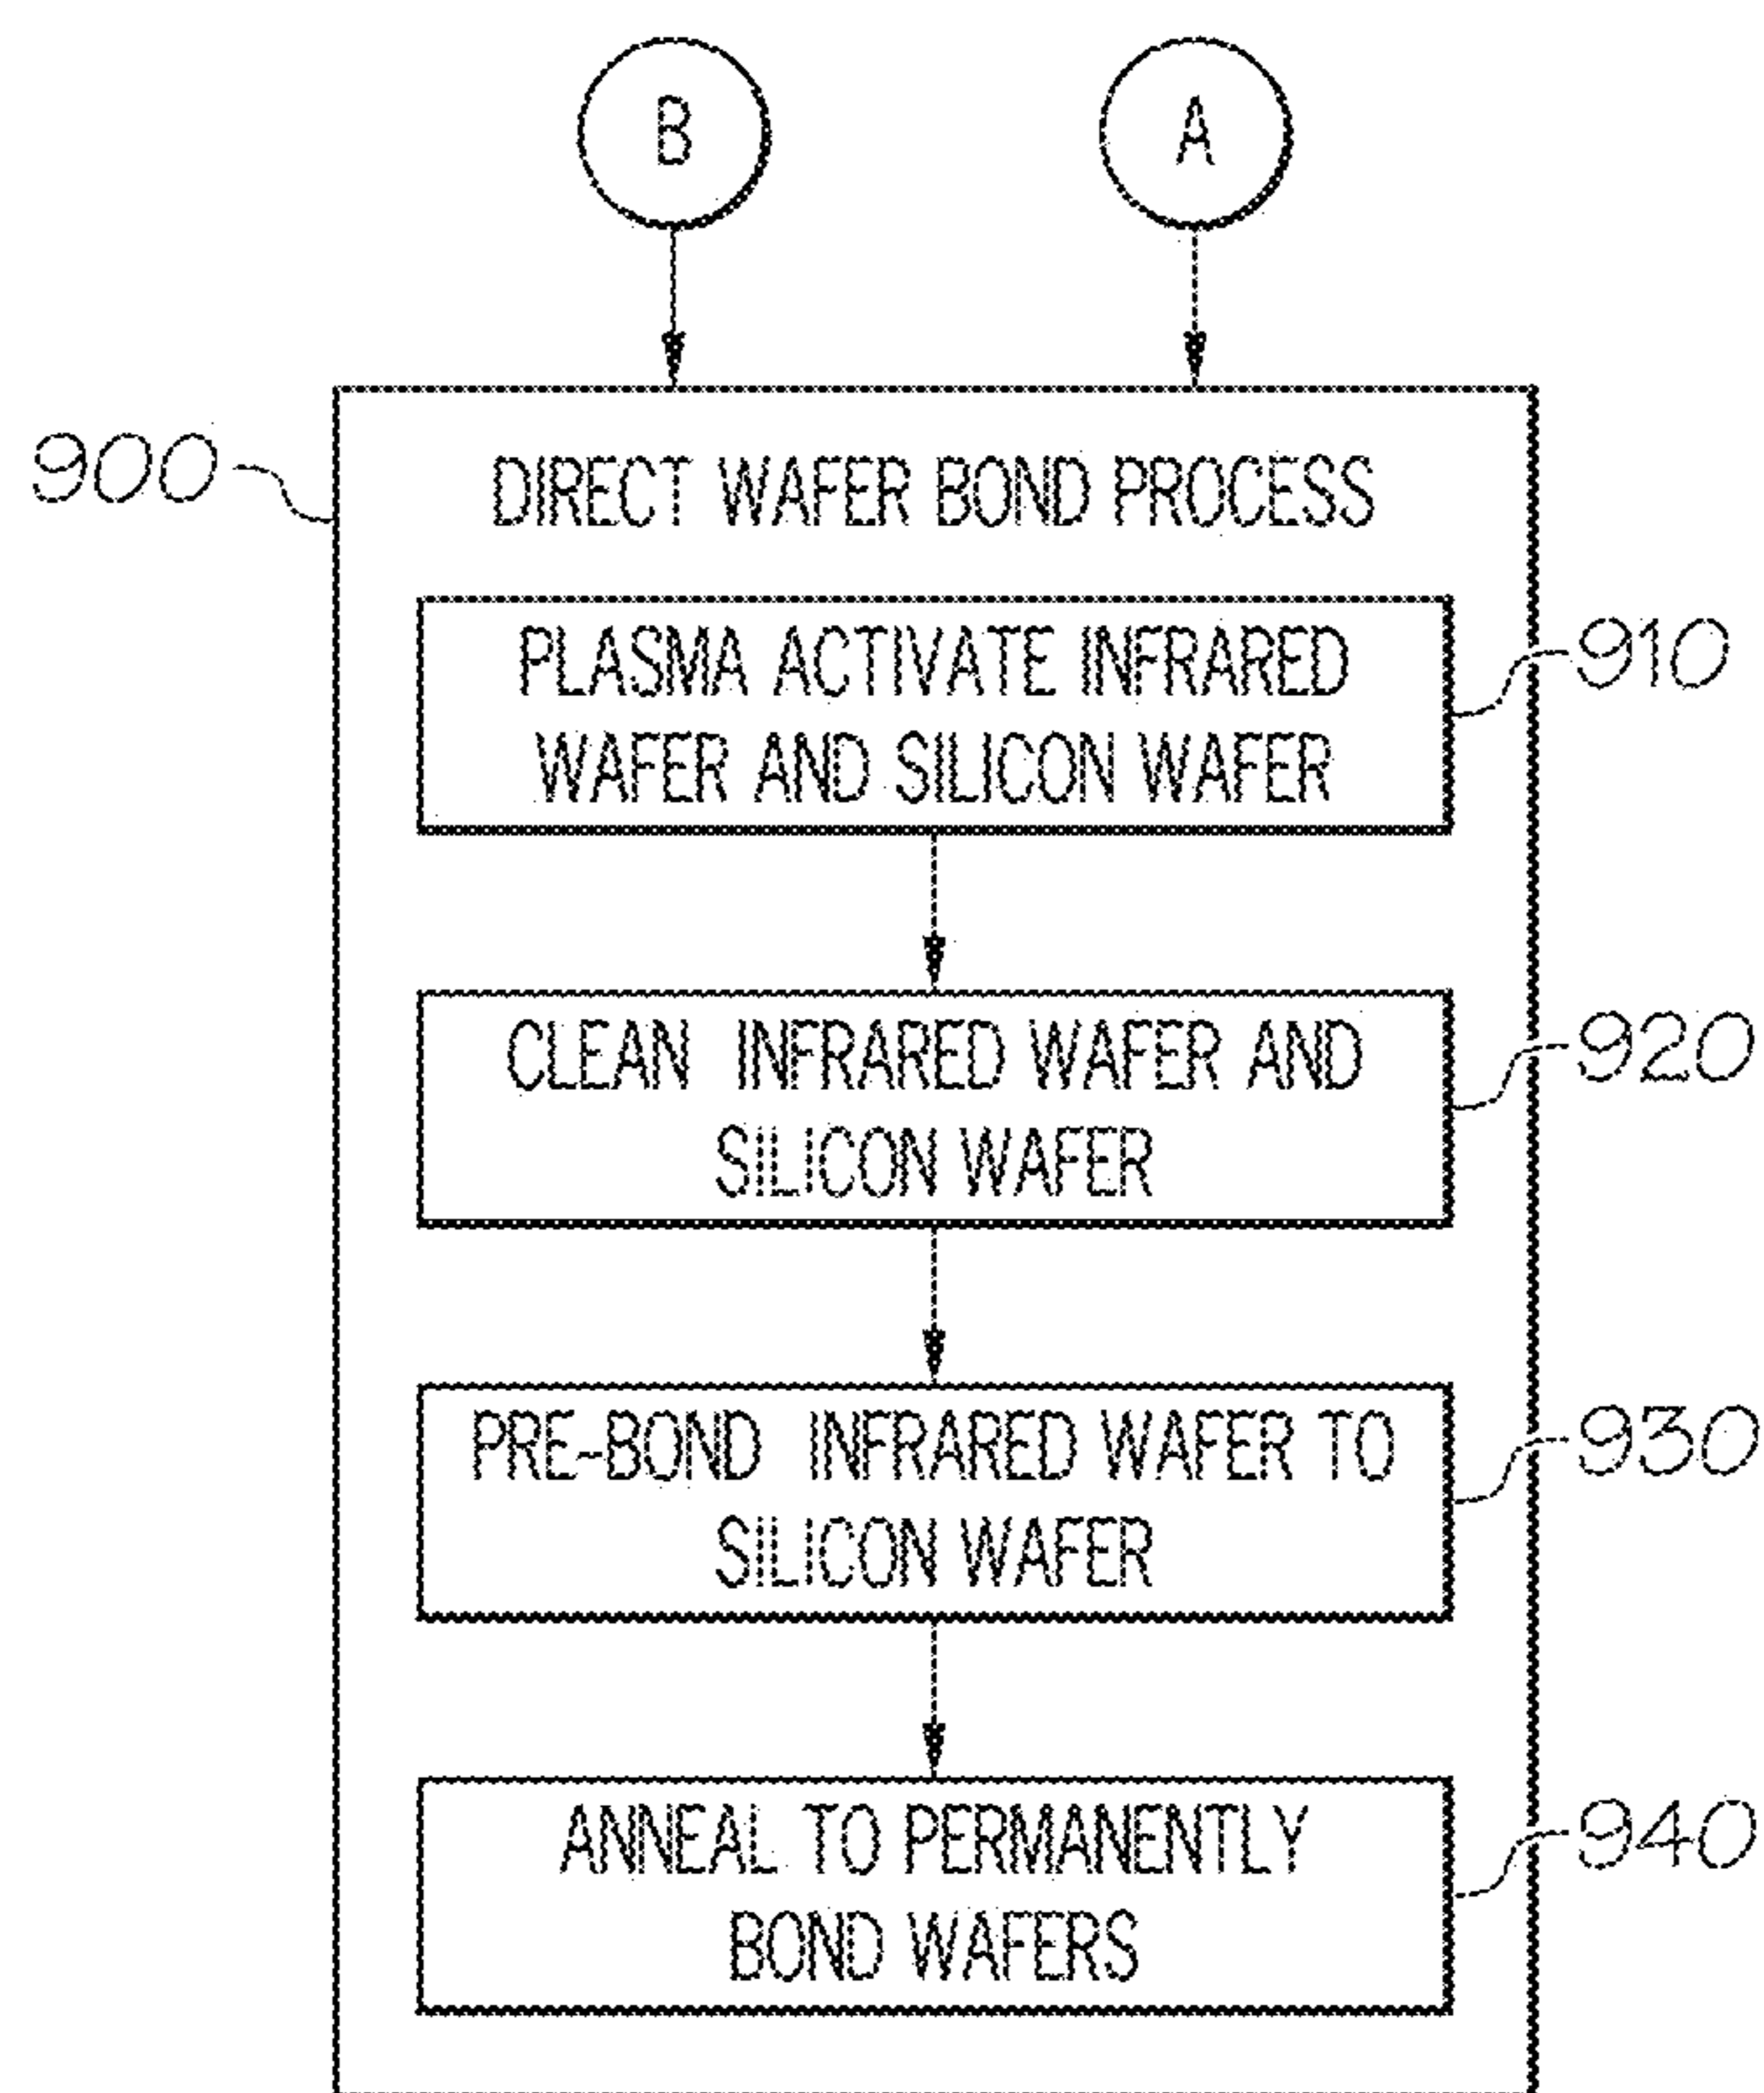 B
A
900
DIRECT WAFER BOND PROCESS
PLASMA ACTIVATE INFRARED
WAFER AND SILICON WAFER
910
CLEAN INFRARED WAFER AND
SILICON WAFER
920
PRE-BOND INFRARED WAFER TO
SILICON WAFER
930
ANNEAL TO PERMANENTLY
BOND WAFERS
940